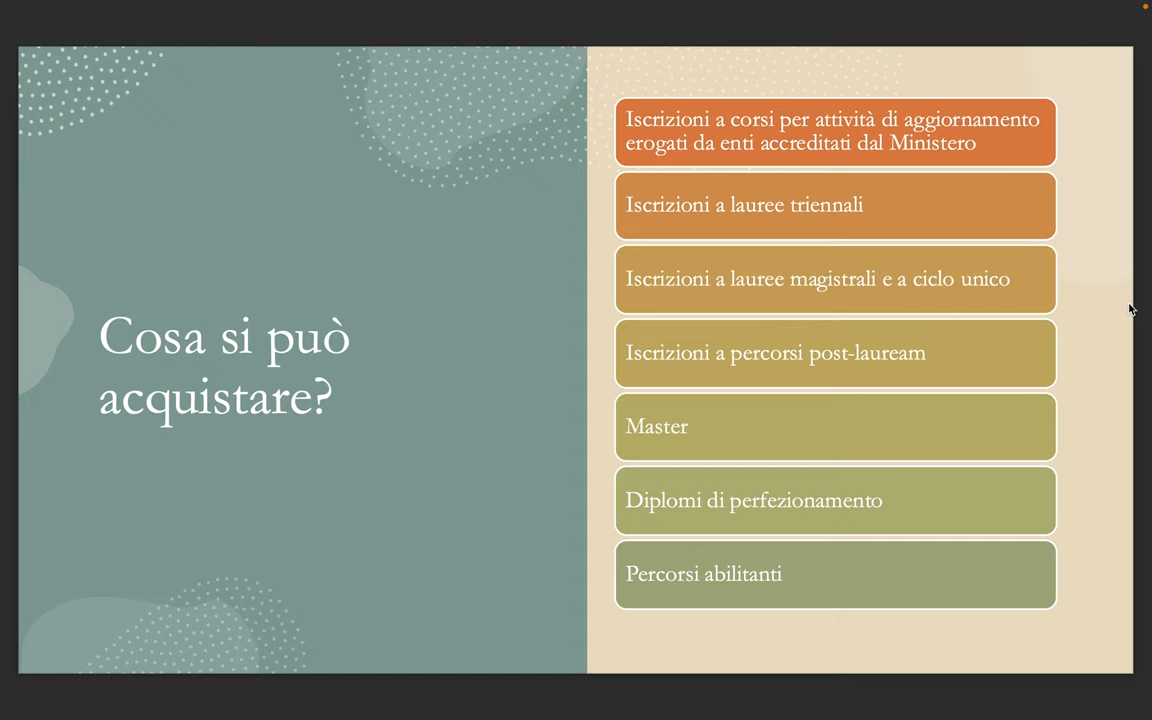 Cosa si può
acquistare?
Iscrizioni a corsi per attività di aggiornamento
erogati da enti accreditati dal Ministero
Iscrizioni a lauree triennali
Iscrizioni a lauree magistrali e a ciclo unico
Iscrizioni a percorsi post-lauream
Master
Diplomi di perfezionamento
Percorsi abilitanti